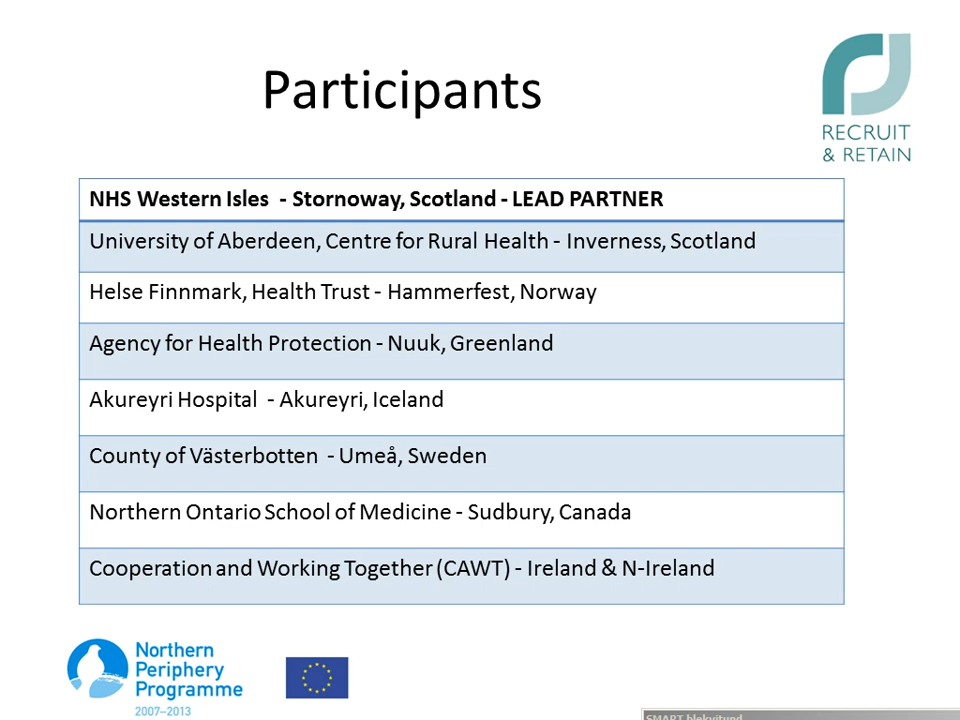 Participants
RECRUIT
& RETAIN
NHS Western Isles - Stornoway, Scotland - LEAD PARTNER
University of Aberdeen, Centre for Rural Health - Inverness, Scotland
Helse Finnmark, Health Trust - Hammerfest, Norway
Agency for Health Protection - Nuuk, Greenland
Akureyri Hospital - Akureyri, Iceland
County of Västerbotten - Umeå, Sweden
Northern Ontario School of Medicine - Sudbury, Canada
Cooperation and Working Together (CAWT) - Ireland & N-Ireland
Northern
Periphery
Programme
2007–2013
SMART